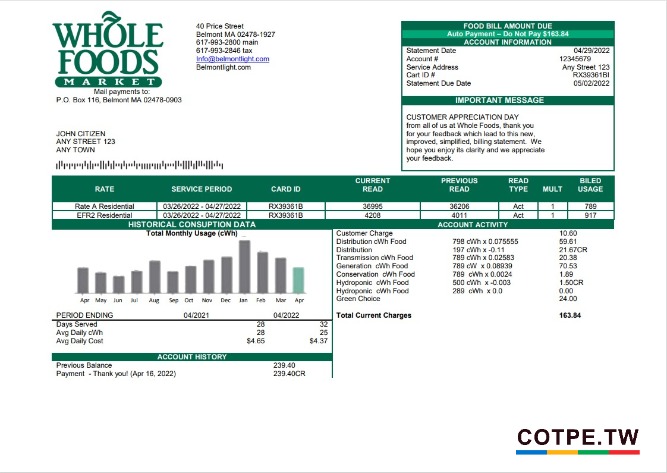 WHOLE
FOODS
MARKET
Mail payments to:
P.O. Box 116, Belmont MA 02478-0903
40 Price Street
Belmont MA 02478-1927
617-993-2800 main
617-993-2846 fax
Info@belmontlight.com
Belmontlight.com
FOOD BILL AMOUNT DUE
Auto Payment – Do Not Pay $163.84
ACCOUNT INFORMATION
Statement Date 04/29/2022
Account # 12345679
Service Address Any Street 123
Cart ID # RX39361BI
Statement Due Date 05/02/2022
IMPORTANT MESSAGE
CUSTOMER APPRECIATION DAY
from all of us at Whole Foods, thank you
for your feedback which lead to this new,
improved, simplified, billing statement. We
hope you enjoy its clarity and we appreciate
your feedback.
JOHN CITIZEN
ANY STREET 123
ANY TOWN
RATE SERVICE PERIOD CARD ID CURRENT READ PREVIOUS READ READ TYPE MULT BILED USAGE
Rate A Residential 03/26/2022 - 04/27/2022 RX39361B 36995 36206 Act 1 789
EFR2 Residential 03/26/2022 - 04/27/2022 RX39361B 4208 4011 Act 1 917
HISTORICAL CONSUPTION DATA
Total Monthly Usage (cWh)
Apr May Jun Jul Aug Sep Oct Nov Dec Jan Feb Mar Apr
PERIOD ENDING 04/2021 04/2022
Days Served 28 32
Avg Daily cWh 28 25
Avg Daily Cost $4.65 $4.37
ACCOUNT HISTORY
Previous Balance 239.40
Payment - Thank you! (Apr 16, 2022) 239.40CR
ACCOUNT ACTIVITY
Customer Charge 10.60
Distribution cWh Food 798 cWh x 0.075555 59.61
Distribution 197 cWh x -0.11 21.67CR
Transmission cWh Food 789 cWh x 0.02583 20.38
Generation cWh Food 789 cW x 0.08939 70.53
Conservation cWh Food 789 cWh x 0.0024 1.89
Hydroponic cWh Food 500 cWh x -0.003 1.50CR
Hydroponic cWh Food 289 cWh x 0.0 0.00
Green Choice 24.00
Total Current Charges 163.84
COTPE.TW